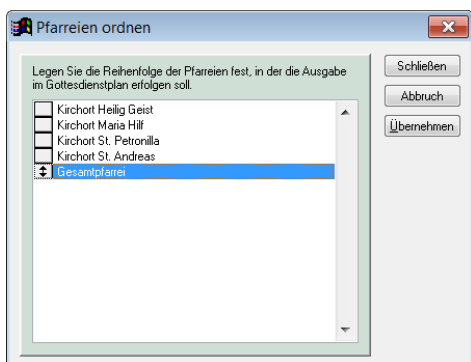 Pfarreien ordnen
Legen Sie die Reihenfolge der Pfarreien fest, in der die Ausgabe
im Gottesdienstplan erfolgen soll.
Kirchort Heilig Geist
Kirchort Maria Hilf
Kirchort St. Petronilla
Kirchort St. Andreas
Gesamtpfarrei
Schließen
Abbruch
Übernehmen